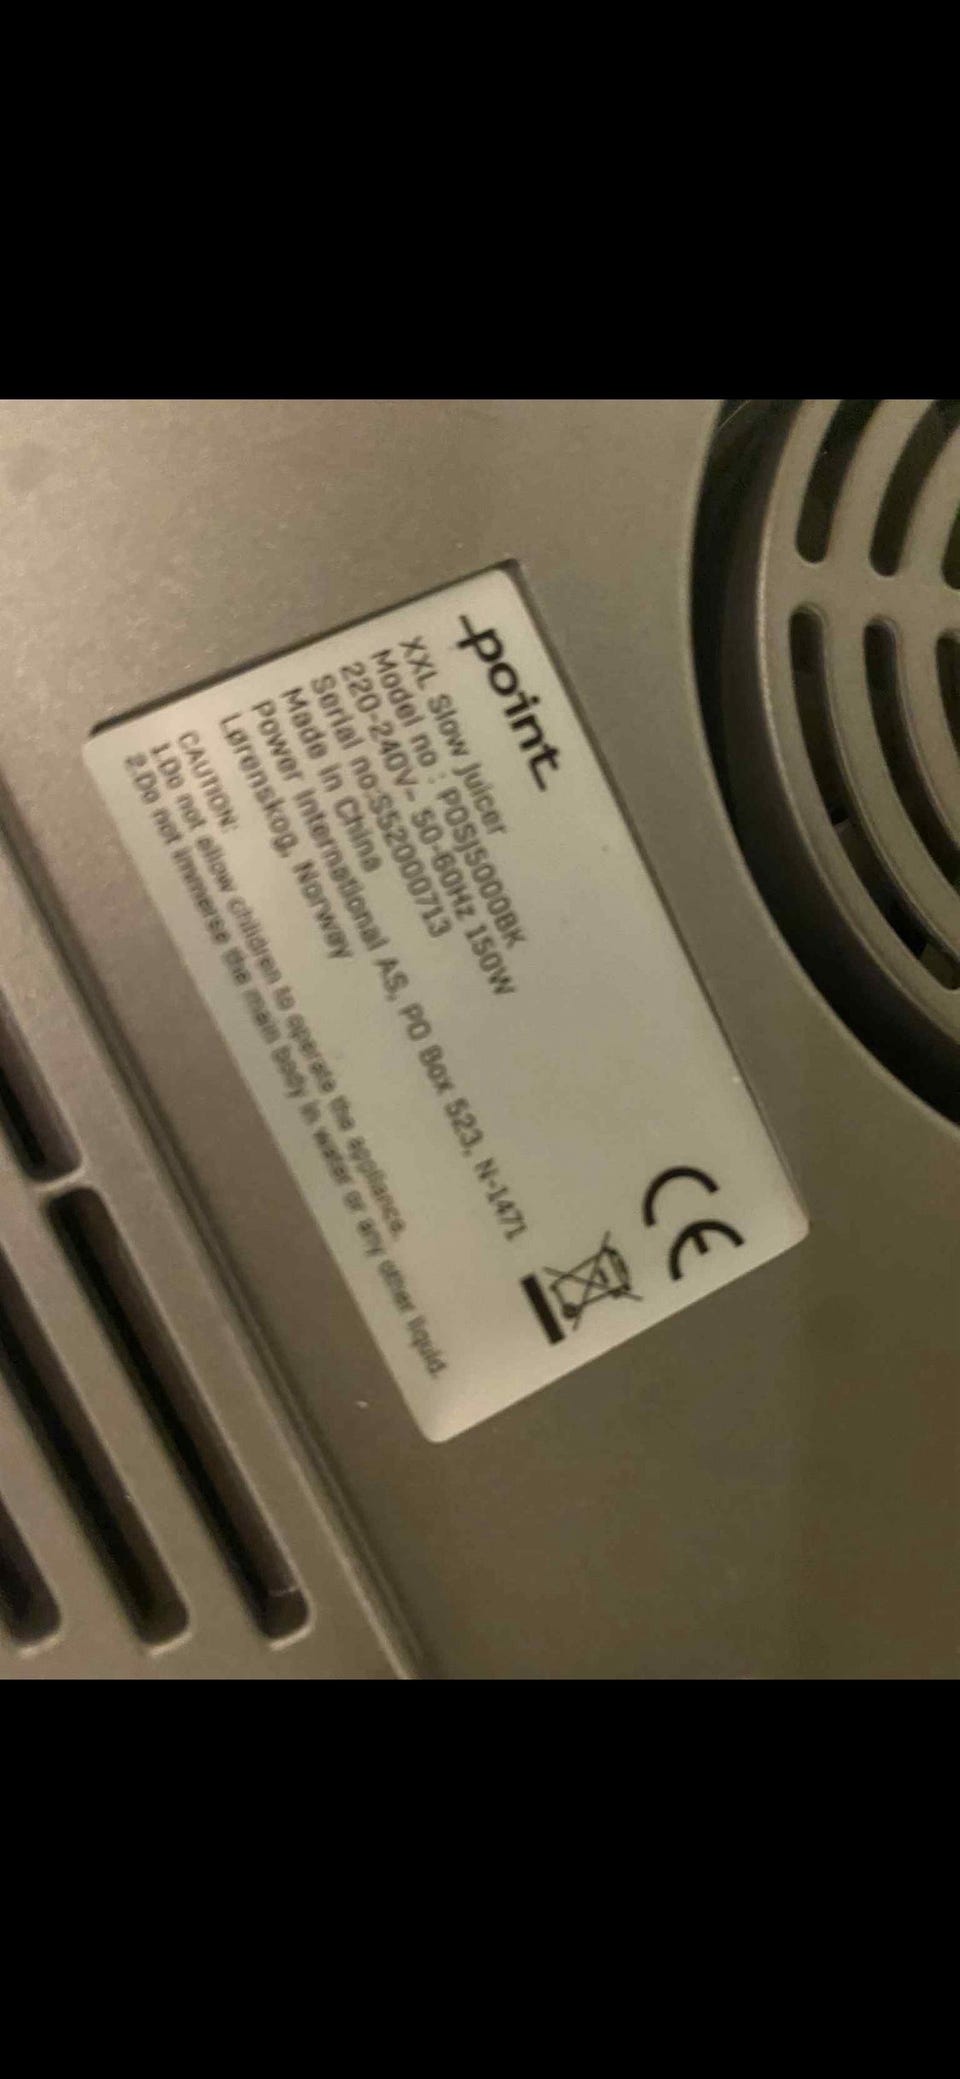 point
XXL Slow juicer
Model no : POSJ5000BK
220-240V~ 50-60Hz 150W
Serial no:S52000713
Made in China
Power International AS, PO Box 523, N-1471
Lørenskog, Norway
CAUTION:
1.Do not allow children to operate the appliance.
2.Do not immerse the main body in water or any other liquid.
CE